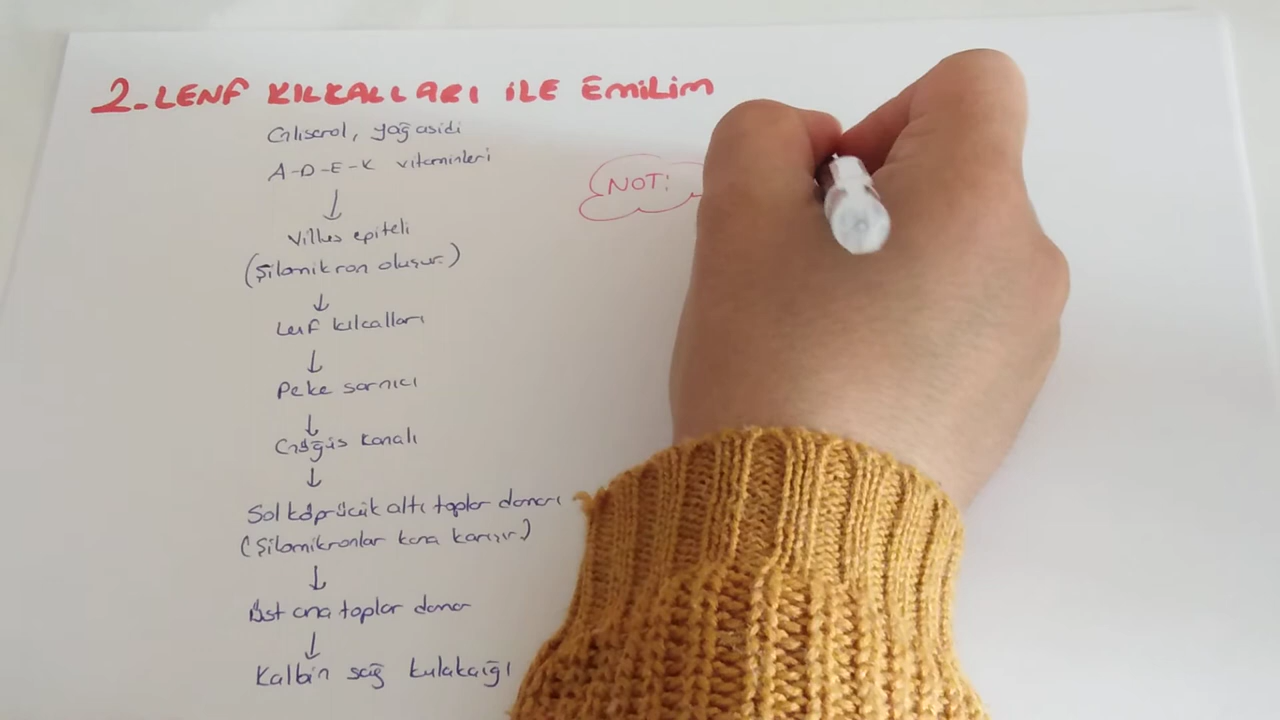 2-LENF KILKALLARI İLE EMİLİM
Gliserol, yağ asidi
A-D-E-K vitaminleri
Villus epiteli
(Şilomikron oluşur.)
Lenf kılcalları
Peke sarnıcı
Göğüs kanalı
Sol köprücük altı toplar damarı
(Şilomikronlar kana karışır.)
Üst ana toplar damar
Kalbin sağ kulakçığı
NOT: